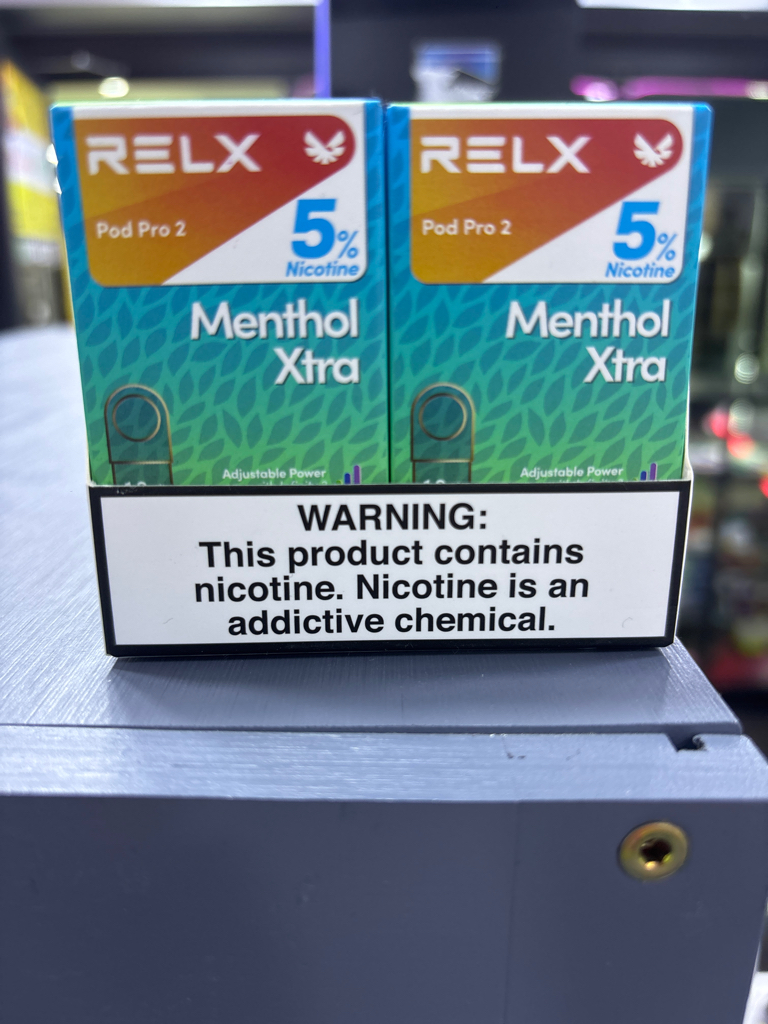 RELX
Pod Pro 2
5%
Nicotine
Menthol
Xtra
Adjustable Power
RELX
Pod Pro 2
5%
Nicotine
Menthol
Xtra
Adjustable Power
WARNING:
This product contains
nicotine. Nicotine is an
addictive chemical.